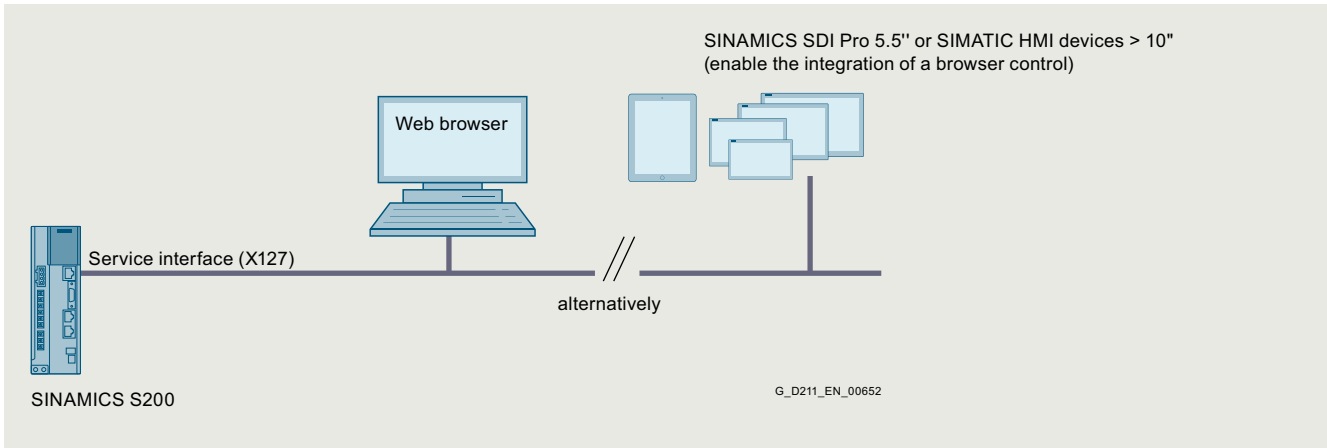 SINAMICS SDI Pro 5.5'' or SIMATIC HMI devices > 10"
(enable the integration of a browser control)
Web browser
Service interface (X127)
alternatively
G_D211_EN_00652
SINAMICS S200